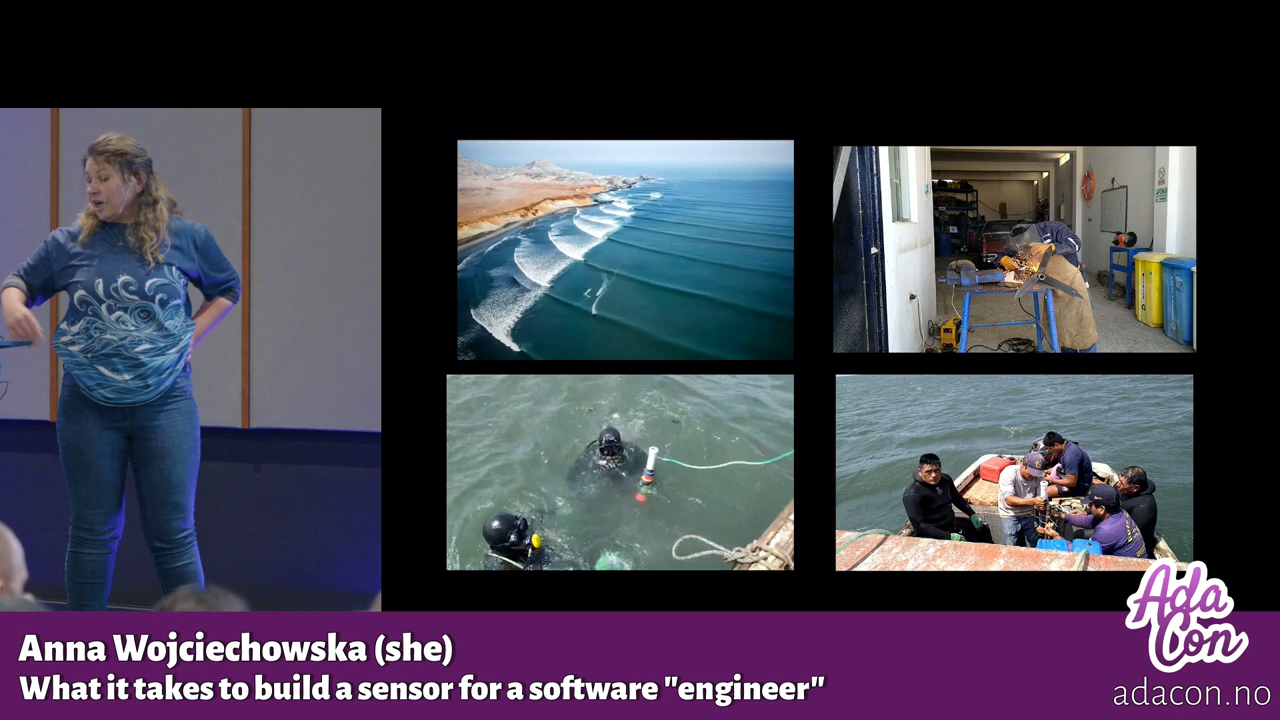 Anna Wojciechowska (she)
What it takes to build a sensor for a software "engineer"
Ada
Con
adacon.no